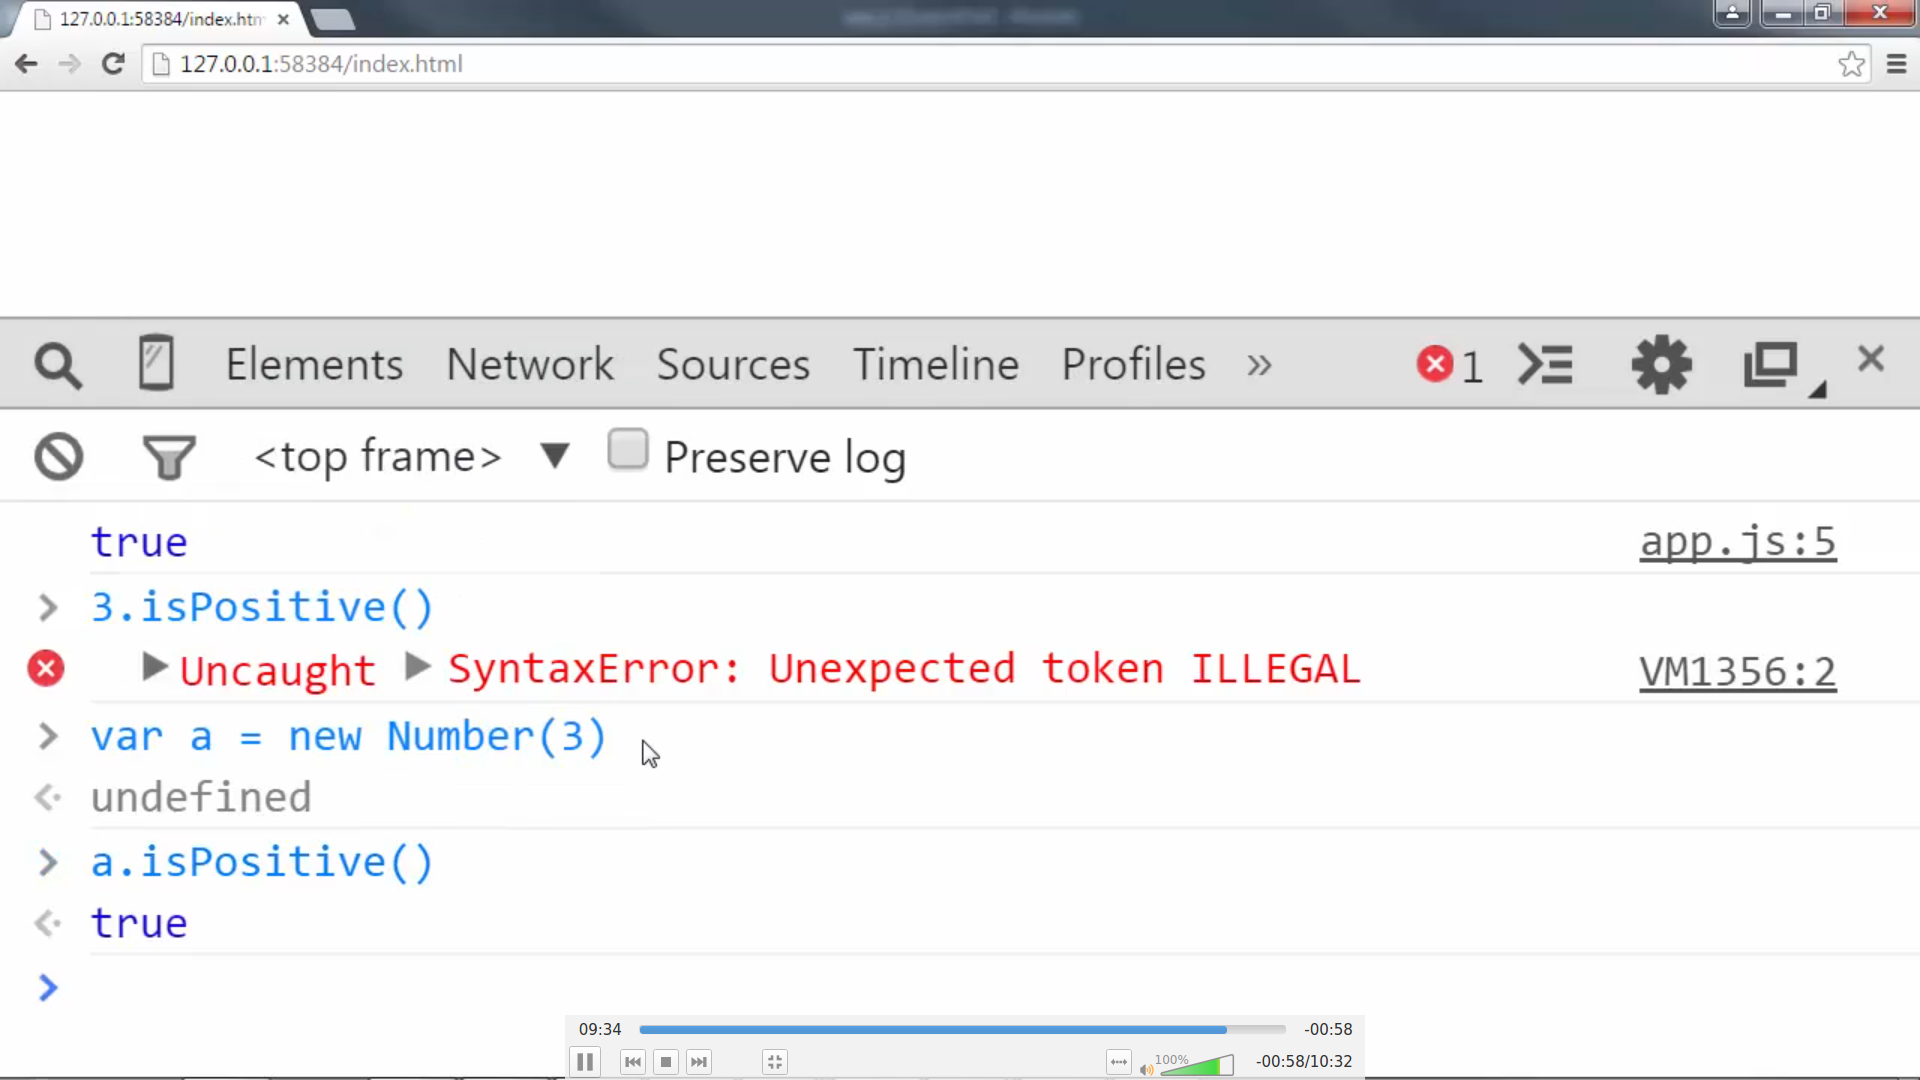 127.0.0.1:58384/index.htm
127.0.0.1:58384/index.html
Elements Network Sources Timeline Profiles » 1
<top frame> Preserve log
true app.js:5
3.isPositive()
Uncaught SyntaxError: Unexpected token ILLEGAL VM1356:2
var a = new Number(3)
undefined
a.isPositive()
true
09:34 -00:58
100% -00:58/10:32